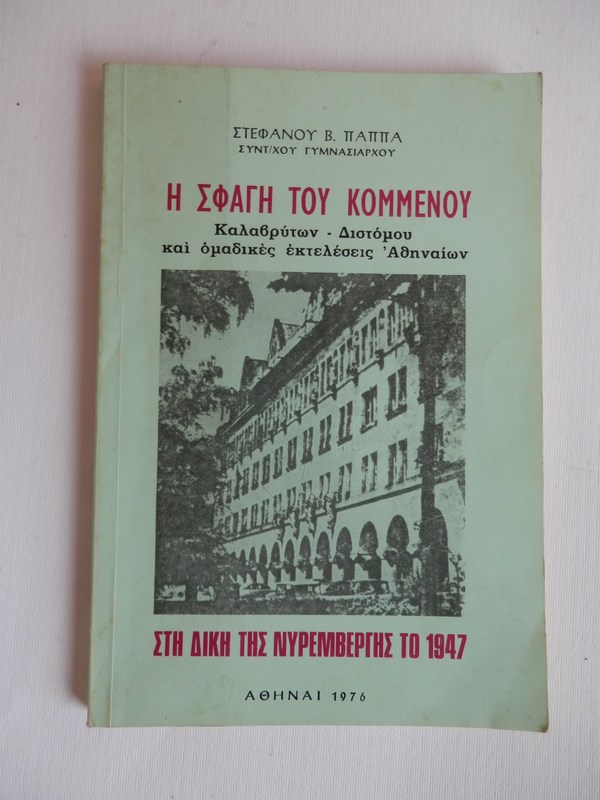 ΣΤΕΦΑΝΟΥ Β. ΠΑΠΠΑ
ΣΥΝΤ/ΧΟΥ ΓΥΜΝΑΣΙΑΡΧΟΥ
Η ΣΦΑΓΗ ΤΟΥ ΚΟΜΜΕΝΟΥ
Καλαβρύτων - Διστόμου
καὶ ὁμαδικὲς ἐκτελέσεις Ἀθηναίων
ΣΤΗ ΔΙΚΗ ΤΗΣ ΝΥΡΕΜΒΕΡΓΗΣ ΤΟ 1947
ΑΘΗΝΑΙ 1976